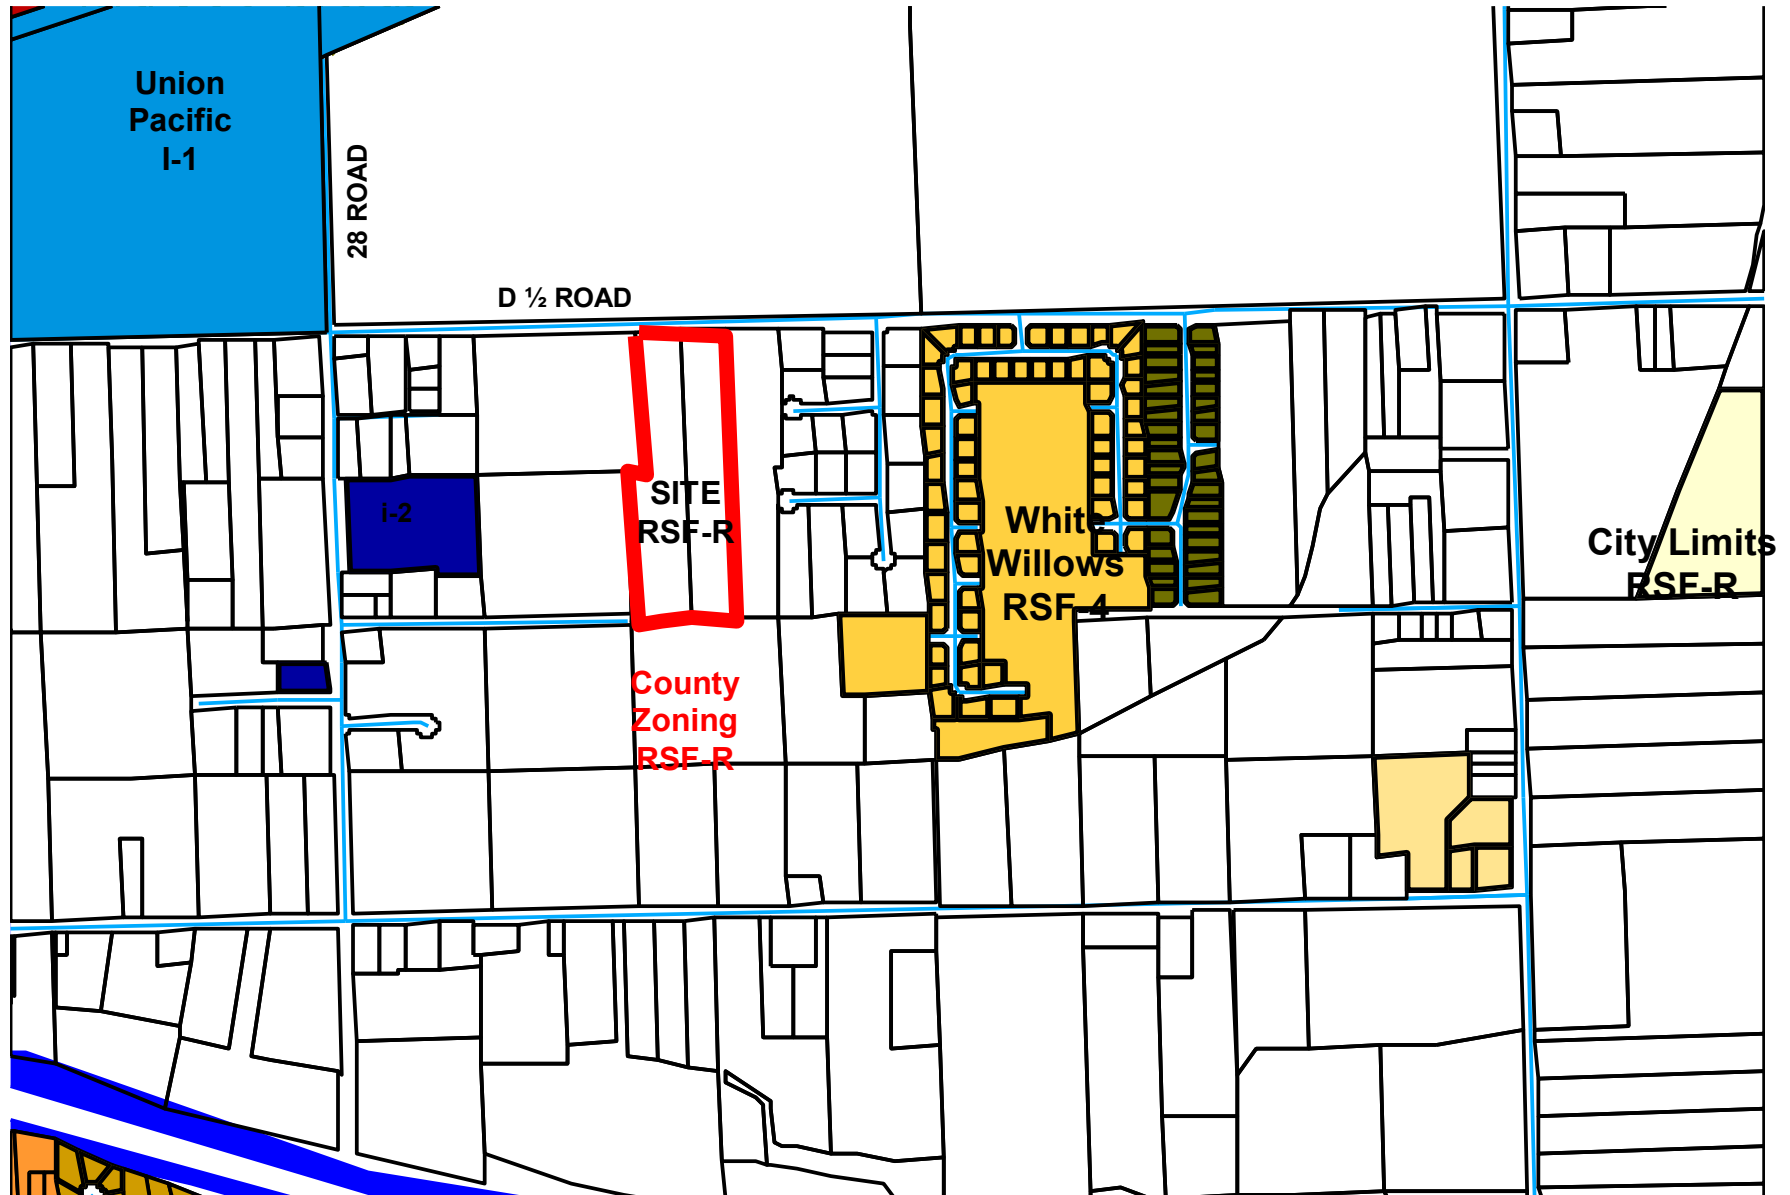 Union
Pacific
I-1
28 ROAD
D ½ ROAD
i-2
SITE
RSF-R
White
Willows
RSF-4
City Limits
RSF-R
County
Zoning
RSF-R